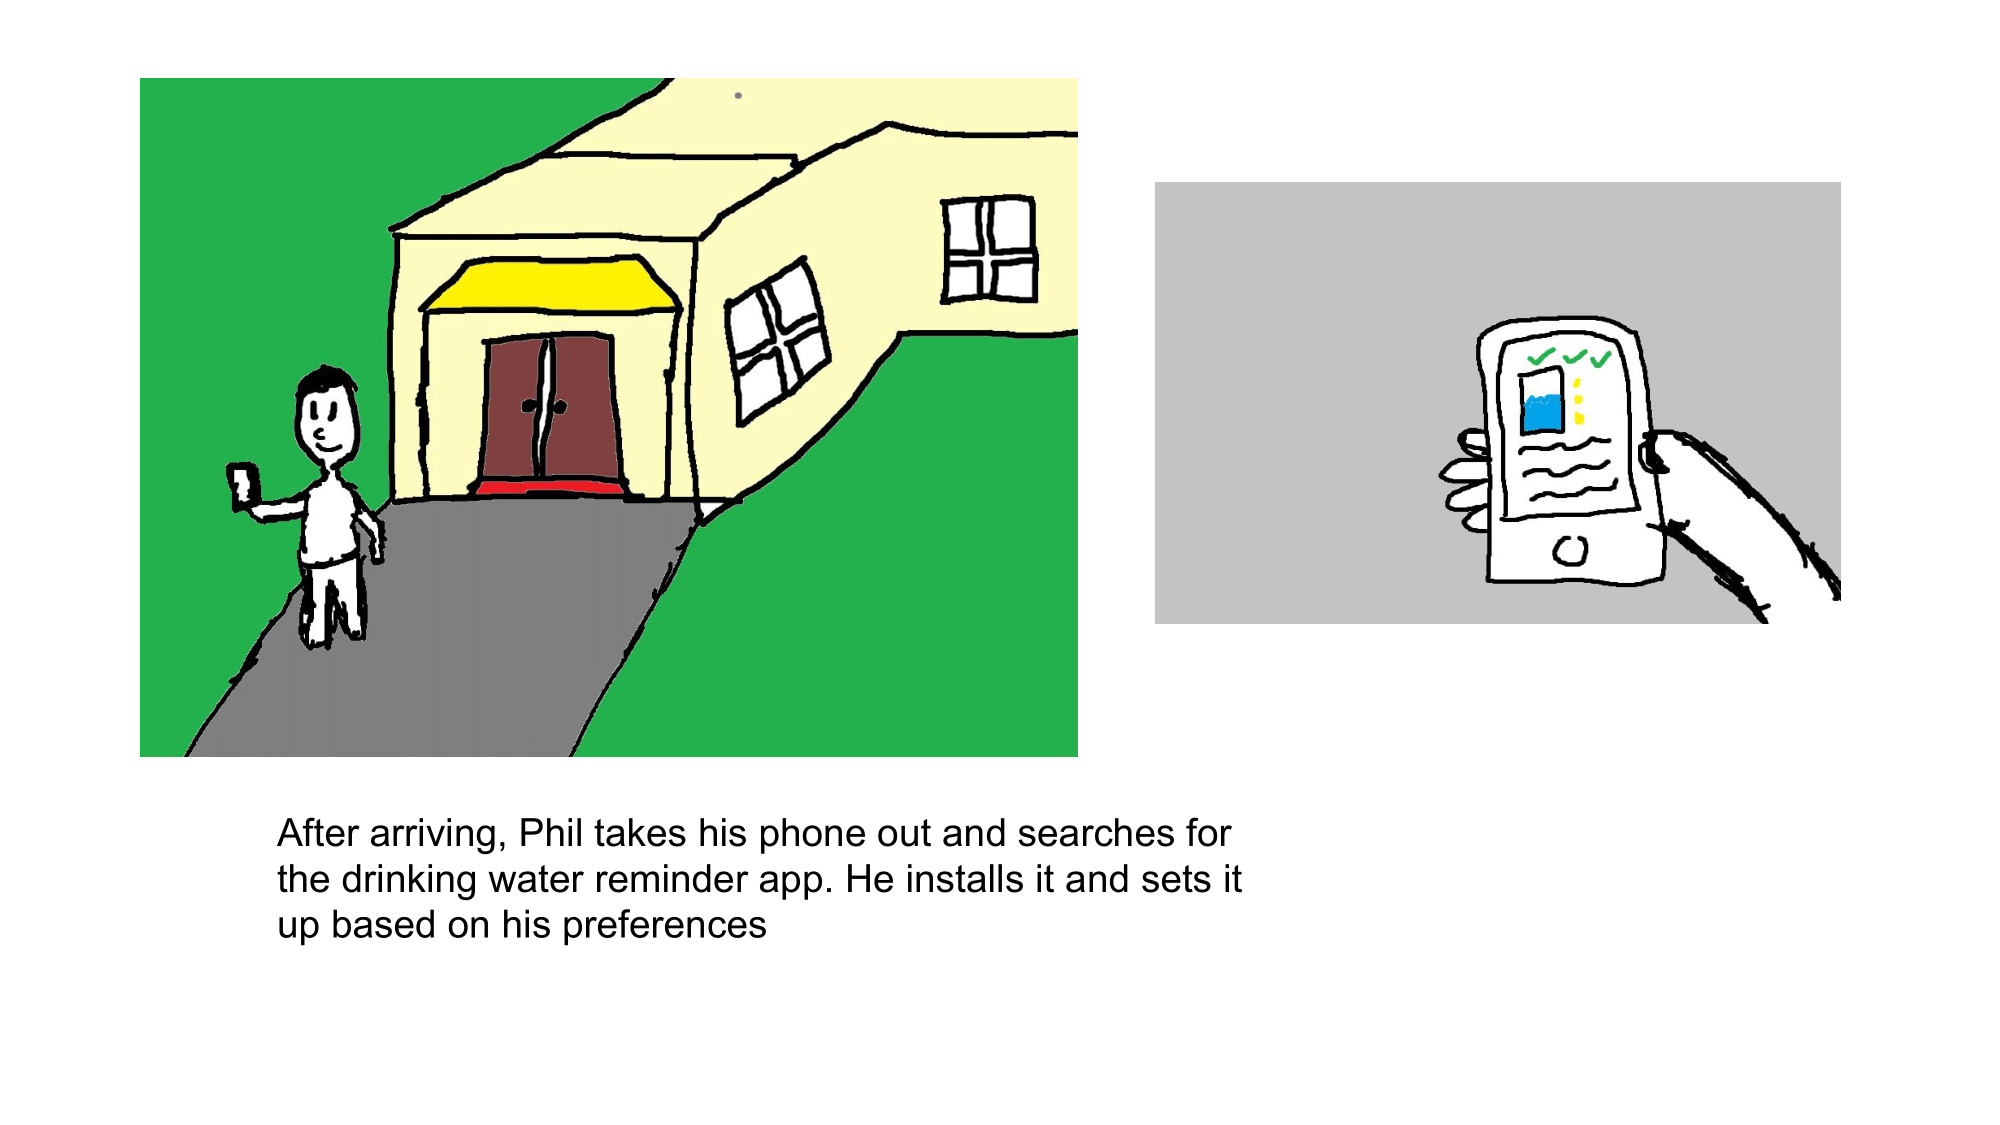 After arriving, Phil takes his phone out and searches for
the drinking water reminder app. He installs it and sets it
up based on his preferences